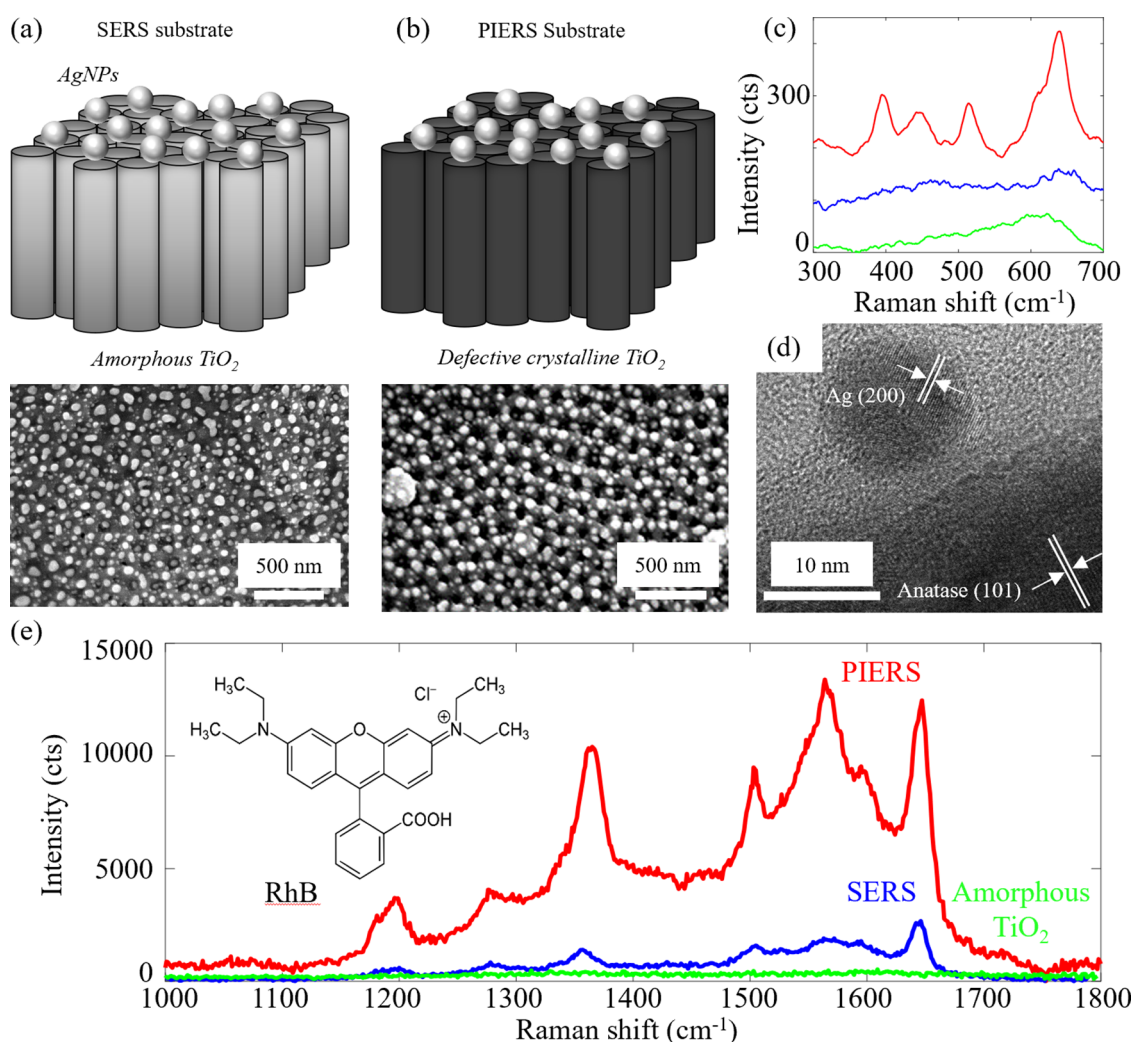 (a)
SERS substrate
AgNPs
Amorphous TiO2
500 nm
(b)
PIERS Substrate
Defective crystalline TiO2
500 nm
(c)
Intensity (cts)
300
0
300 400 500 600 700
Raman shift (cm-1)
(d)
Ag (200)
10 nm
Anatase (101)
(e)
Intensity (cts)
15000
10000
5000
0
H3C
CH3
Cl−
H3C
N
O
N
+
CH3
COOH
RhB
PIERS
SERS
Amorphous
TiO2
1000 1200 1300 1400 1500 1600 1700 1800
Raman shift (cm-1)